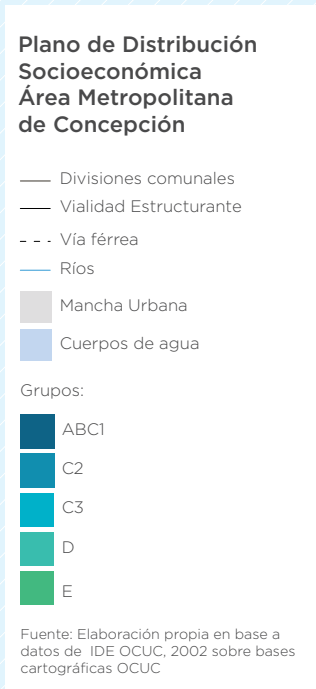 Plano de Distribución
Socioeconómica
Área Metropolitana
de Concepción
Divisiones comunales
Vialidad Estructurante
Vía férrea
Ríos
Mancha Urbana
Cuerpos de agua
Grupos:
ABC1
C2
C3
D
E
Fuente: Elaboración propia en base a
datos de IDE OCUC, 2002 sobre bases
cartográficas OCUC